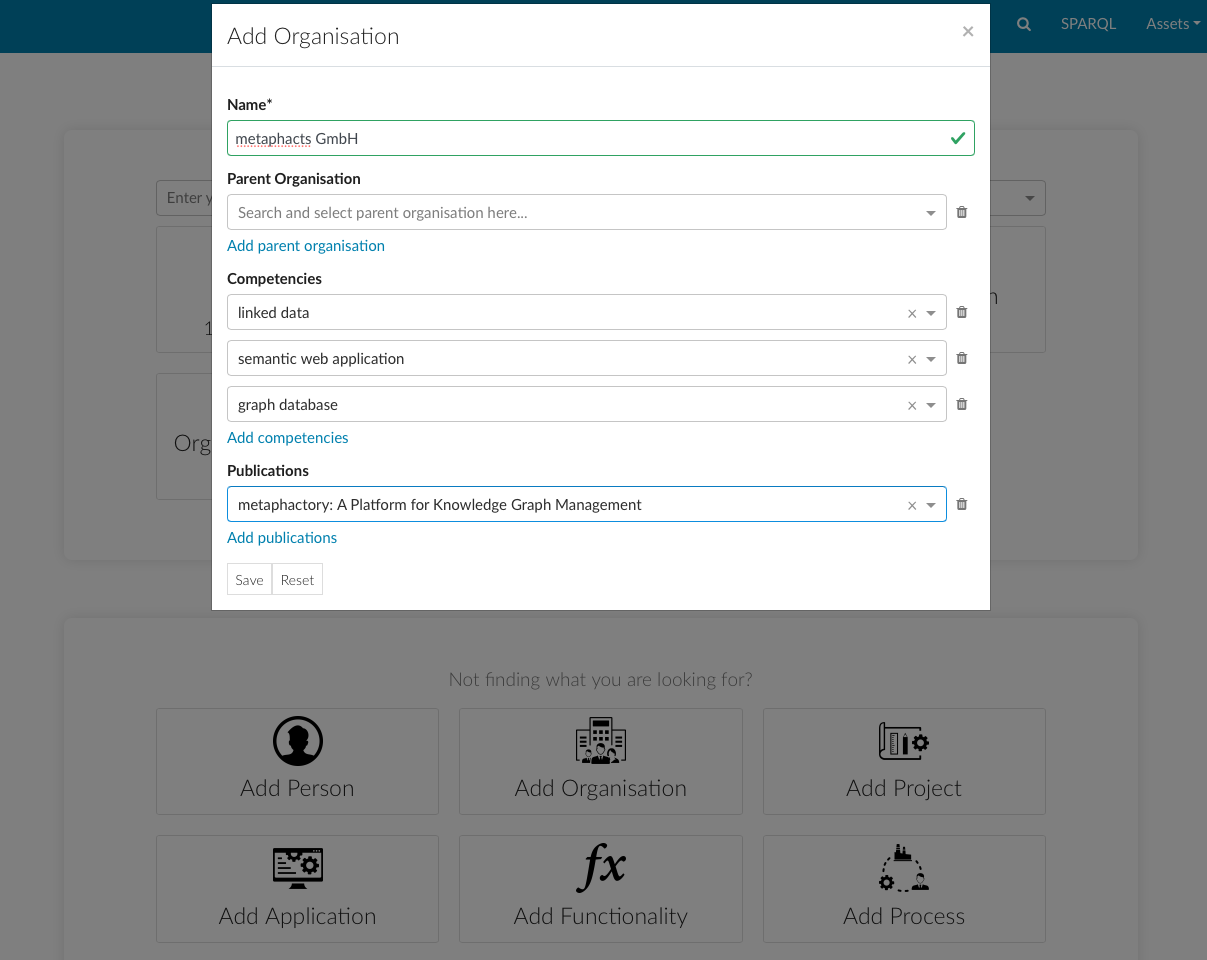 Add Organisation
×
SPARQL
Assets
Name*
metaphacts GmbH
Parent Organisation
Search and select parent organisation here...
Add parent organisation
Competencies
linked data
×
semantic web application
×
graph database
×
Add competencies
Publications
metaphactory: A Platform for Knowledge Graph Management
×
Add publications
Save
Reset
Enter y
1
n
Org
Not finding what you are looking for?
Add Person
Add Organisation
Add Project
fx
Add Application
Add Functionality
Add Process